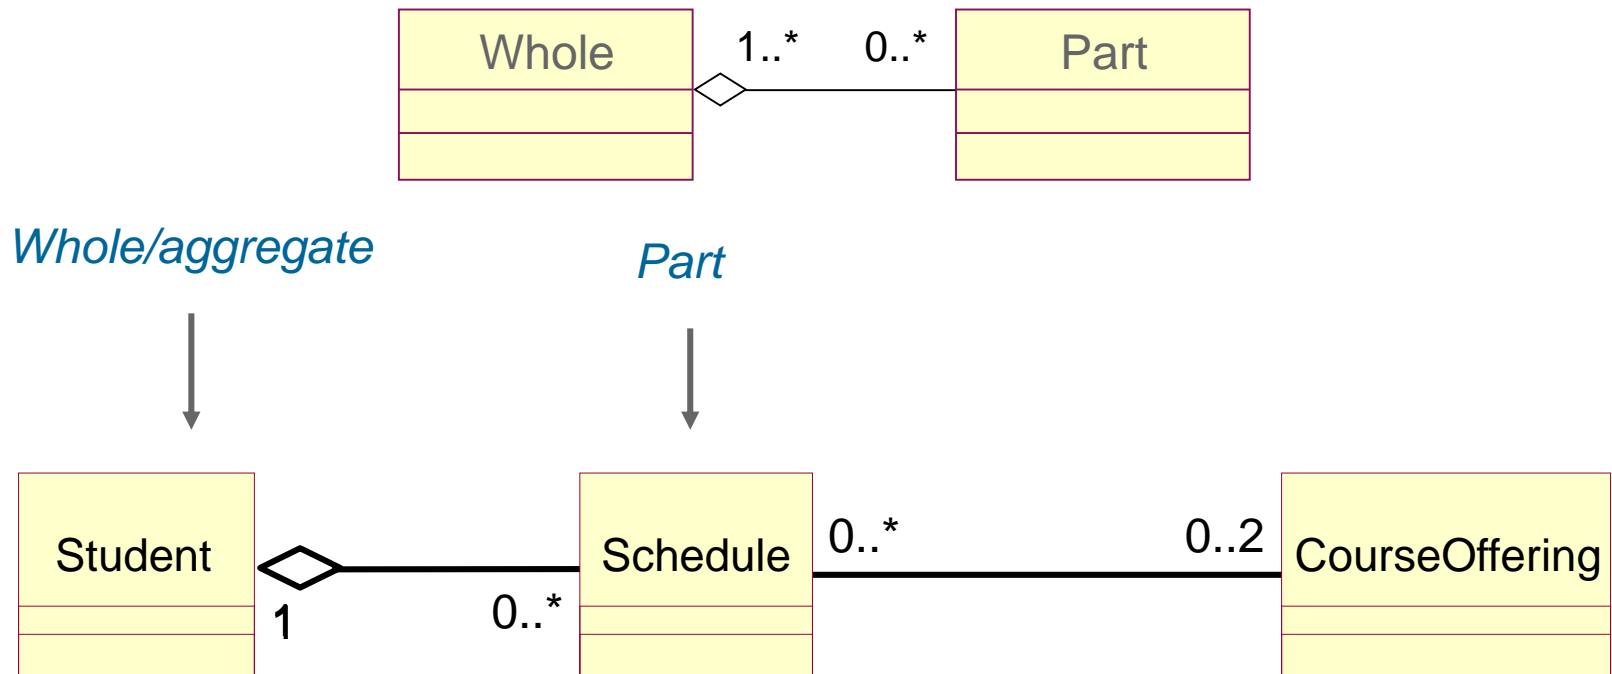 Whole
1..*
0..*
Part
Whole/aggregate
Part
Student
1
0..*
Schedule
0..*
0..2
CourseOffering